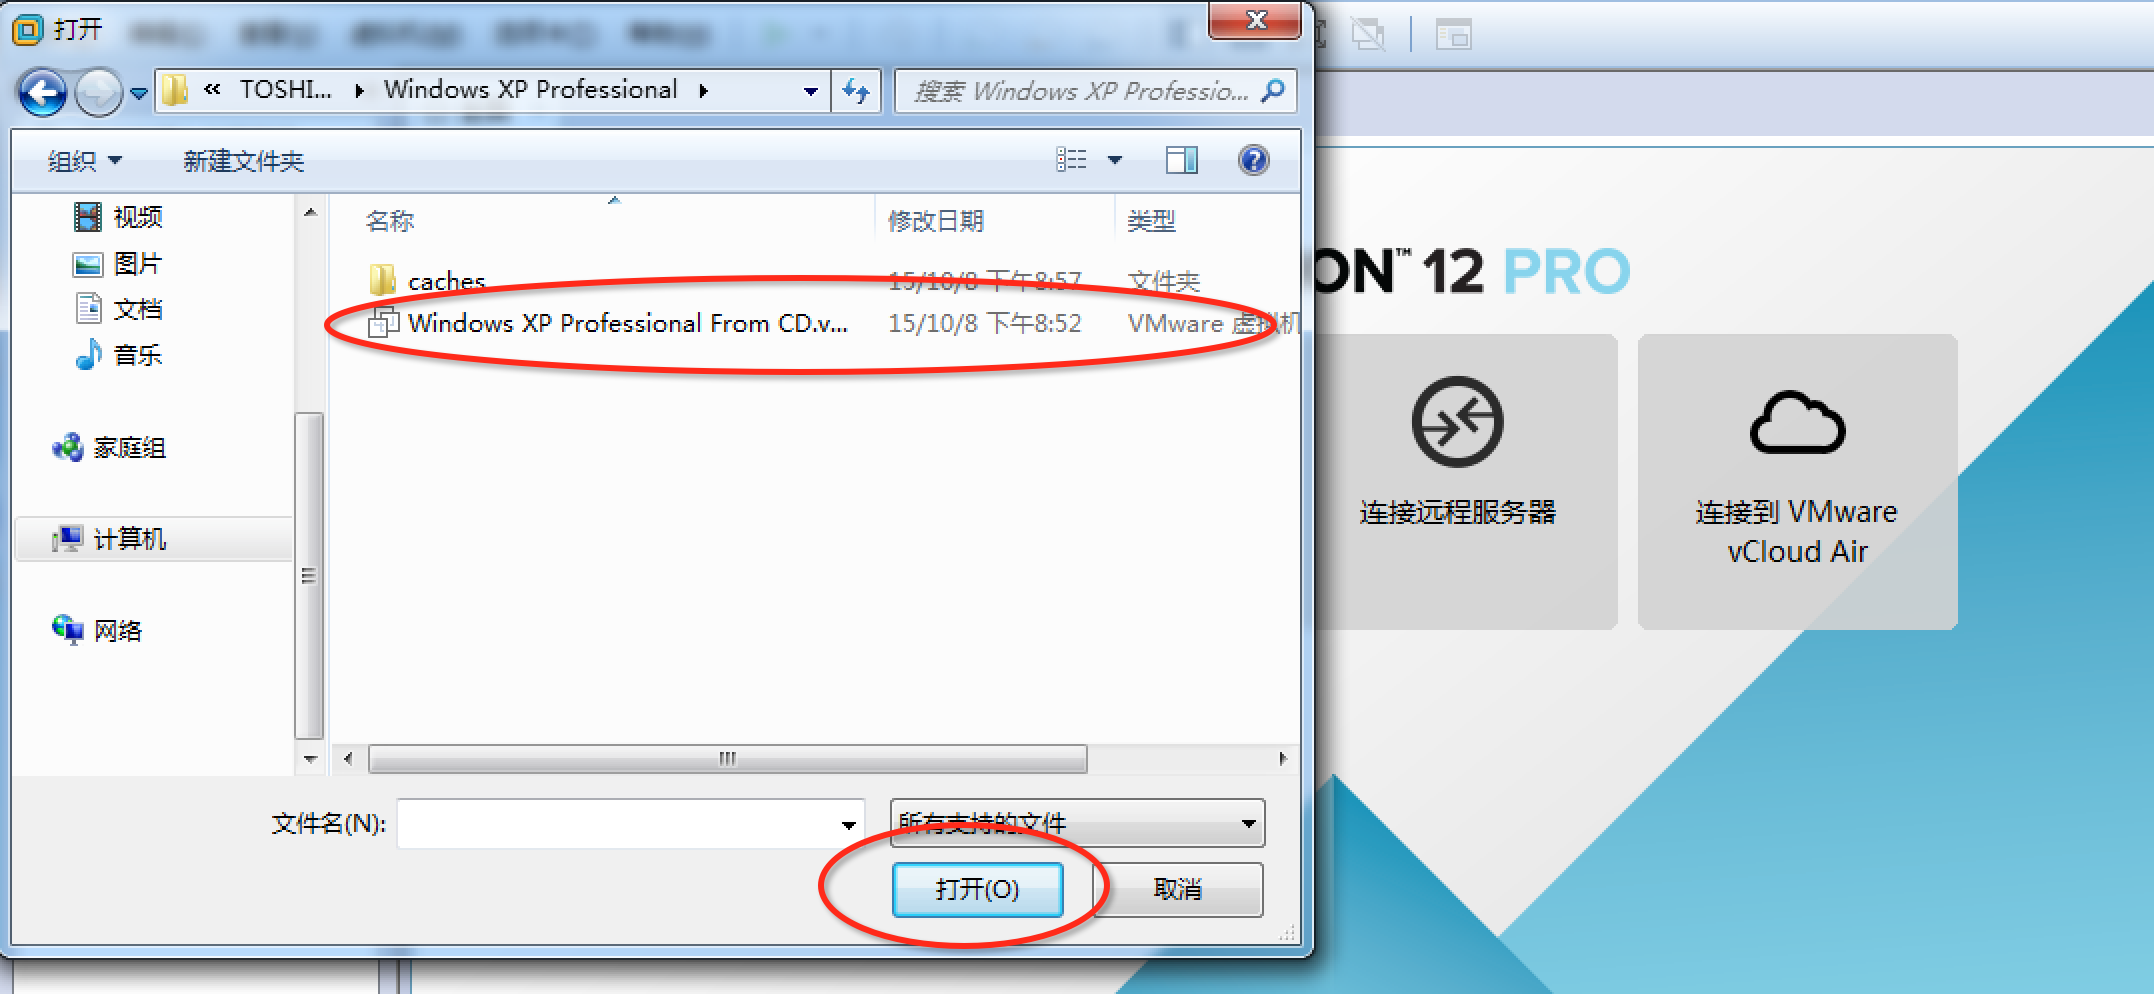 打开
« TOSHI... Windows XP Professional
搜索 Windows XP Professio...
组织
新建文件夹
视频
图片
文档
音乐
家庭组
计算机
网络
名称
修改日期
类型
caches
15/10/8 下午8:57
文件夹
Windows XP Professional From CD.v...
15/10/8 下午8:52
VMware 虚拟机
文件名(N):
所有支持的文件
打开(O)
取消
ON™ 12 PRO
连接远程服务器
连接到 VMware
vCloud Air